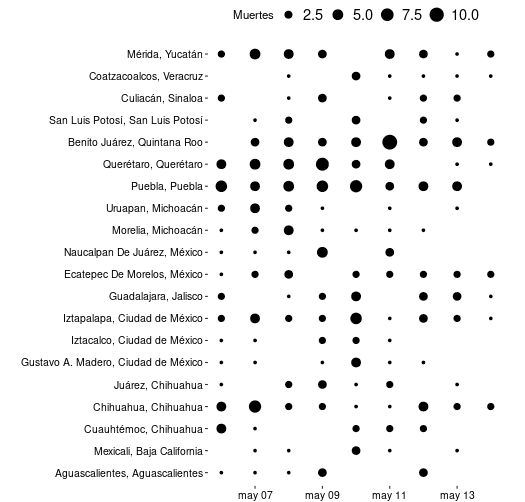 Muertes 2.5 5.0 7.5 10.0
Mérida, Yucatán
Coatzacoalcos, Veracruz
Culiacán, Sinaloa
San Luis Potosí, San Luis Potosí
Benito Juárez, Quintana Roo
Querétaro, Querétaro
Puebla, Puebla
Uruapan, Michoacán
Morelia, Michoacán
Naucalpan De Juárez, México
Ecatepec De Morelos, México
Guadalajara, Jalisco
Iztapalapa, Ciudad de México
Iztacalco, Ciudad de México
Gustavo A. Madero, Ciudad de México
Juárez, Chihuahua
Chihuahua, Chihuahua
Cuauhtémoc, Chihuahua
Mexicali, Baja California
Aguascalientes, Aguascalientes
may 07 may 09 may 11 may 13